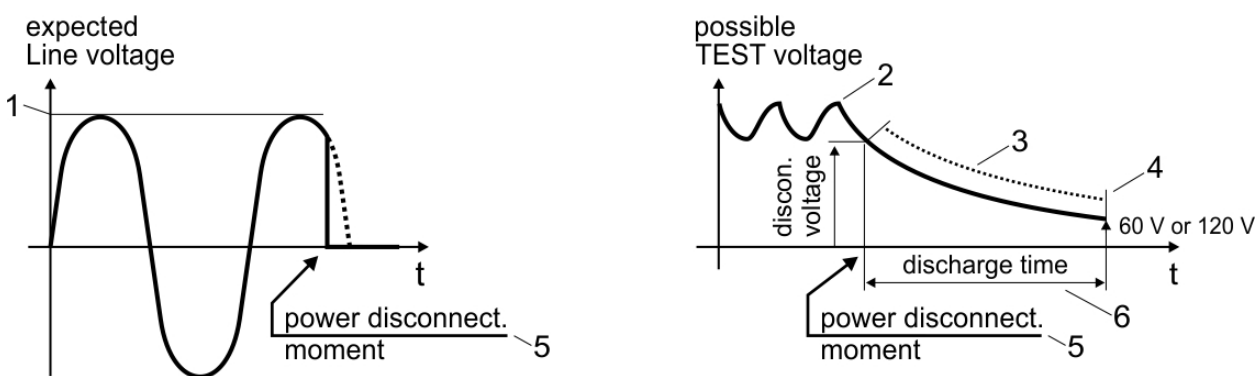 expected
Line voltage
1
t
power disconnect.
moment
5
possible
TEST voltage
2
3
4
discon.
voltage
60 V or 120 V
discharge time
t
6
power disconnect.
moment
5